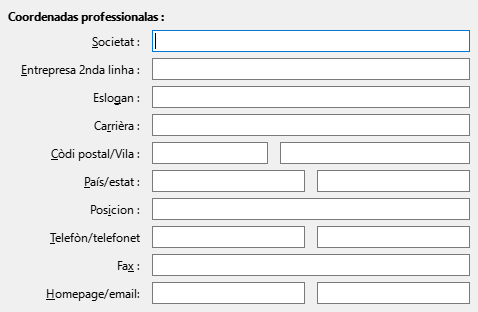 Coordenadas professionalas :
Societat :
Entrepresa 2nda linha :
Eslogan :
Carrièra :
Còdi postal/Vila :
País/estat :
Posicion :
Telefòn/telefonet
Fax :
Homepage/email: